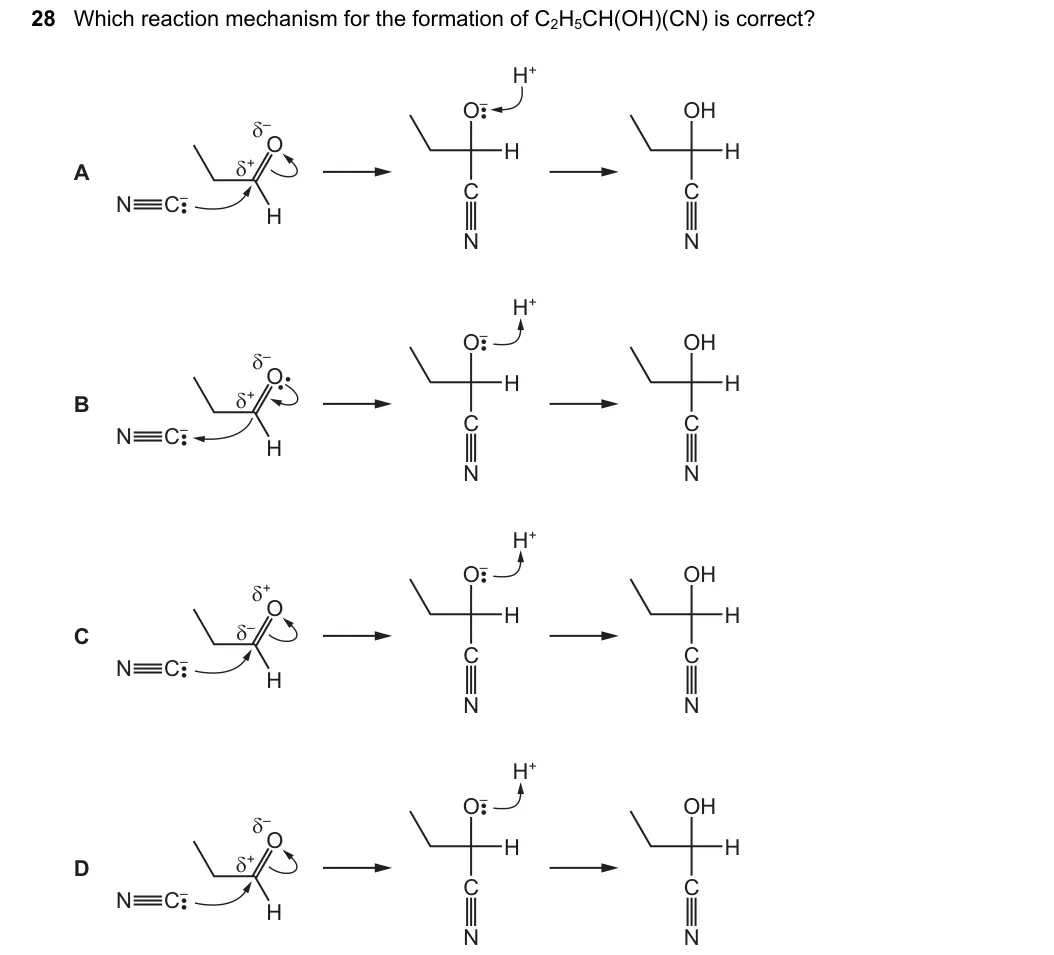 28 Which reaction mechanism for the formation of C₂H₅CH(OH)(CN) is correct?
H⁺
δ⁻ O O:⁻ OH
A δ⁺ H H
N≡C:⁻ H C C
N N
H⁺
δ⁻ O: O:⁻ OH
B δ⁺ H H
N≡C:⁻ H C C
N N
H⁺
δ⁺ O O:⁻ OH
C δ⁻ H H
N≡C:⁻ H C C
N N
H⁺
δ⁻ O O:⁻ OH
D δ⁺ H H
N≡C:⁻ H C C
N N